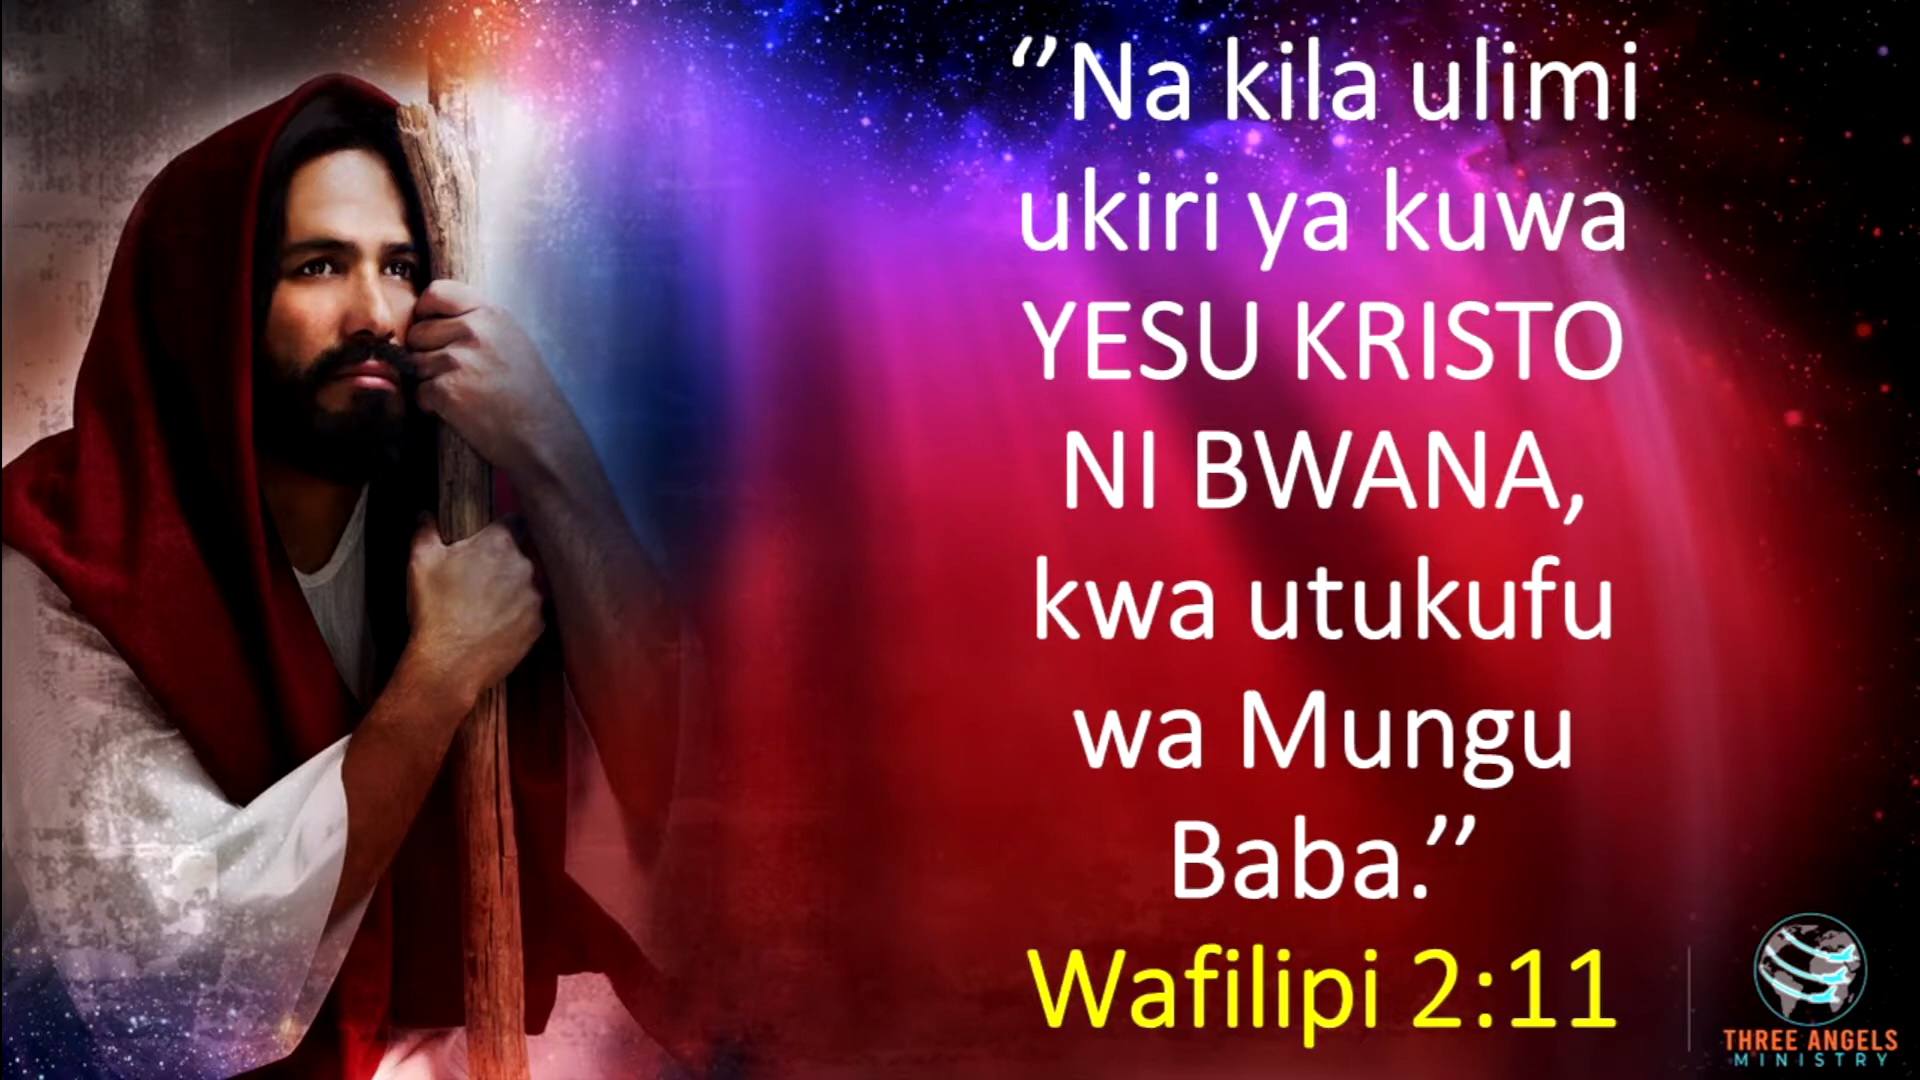 ‘’Na kila ulimi
ukiri ya kuwa
YESU KRISTO
NI BWANA,
kwa utukufu
wa Mungu
Baba.’’
Wafilipi 2:11
THREE ANGELS
MINISTRY